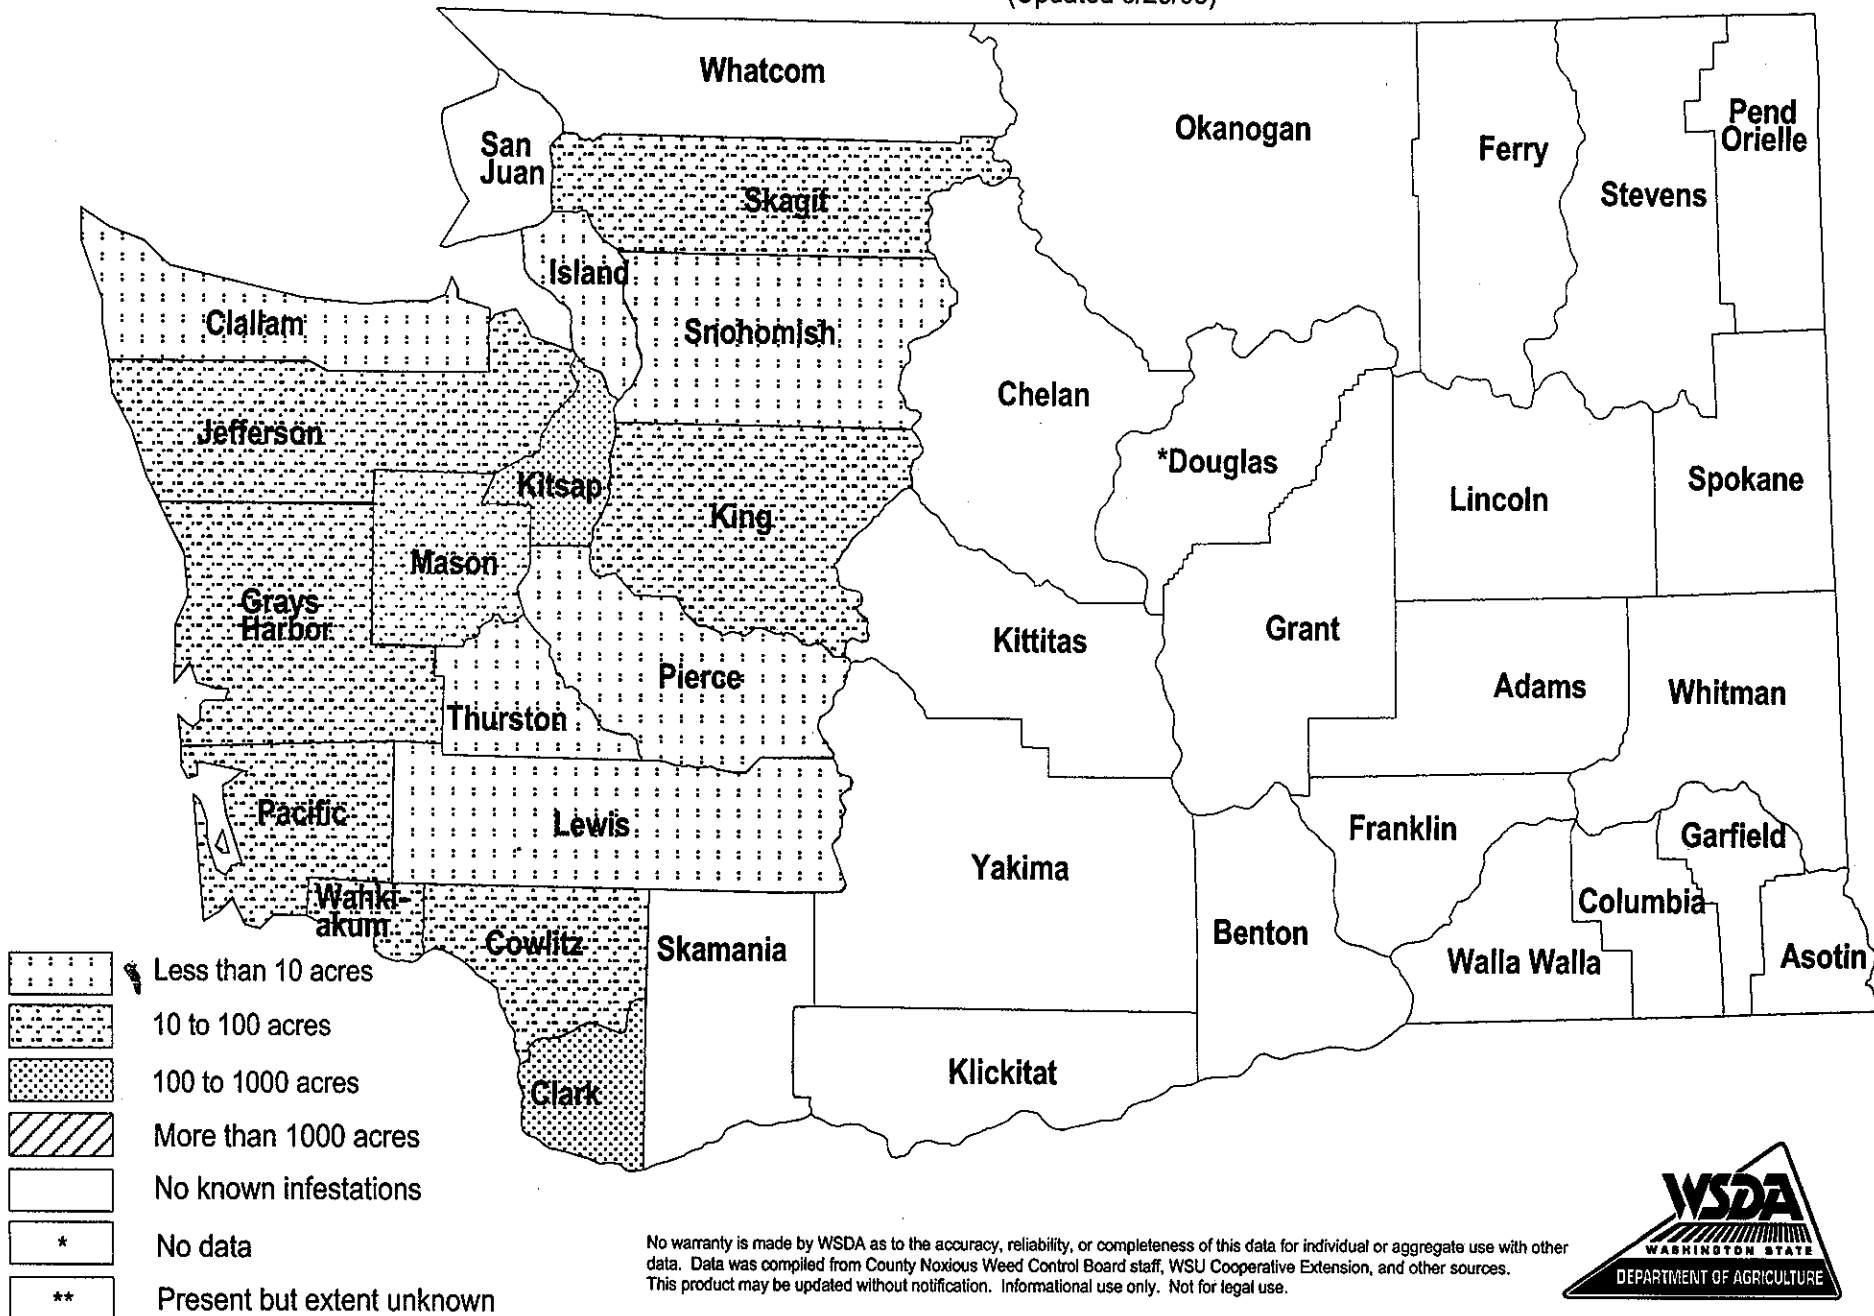 Whatcom
San
Juan
Okanogan
Ferry
Pend
Orielle
Stevens
Skagit
Island
Clallam
Snohomish
Chelan
Jefferson
*Douglas
Kitsap
King
Lincoln
Spokane
Mason
Grays
Harbor
Kittitas
Grant
Pierce
Adams
Whitman
Thurston
Pacific
Lewis
Yakima
Franklin
Garfield
Wahki-
akum
Cowlitz
Skamania
Benton
Columbia
Walla Walla
Asotin
Klickitat
Clark
Less than 10 acres
10 to 100 acres
100 to 1000 acres
More than 1000 acres
No known infestations
* No data
** Present but extent unknown
No warranty is made by WSDA as to the accuracy, reliability, or completeness of this data for individual or aggregate use with other
data. Data was compiled from County Noxious Weed Control Board staff, WSU Cooperative Extension, and other sources.
This product may be updated without notification. Informational use only. Not for legal use.
WSDA
WASHINGTON STATE
DEPARTMENT OF AGRICULTURE